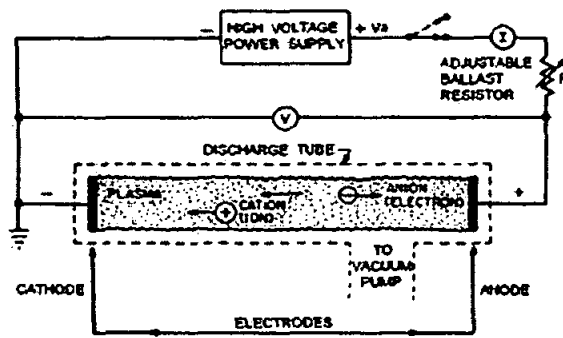 HIGH VOLTAGE
POWER SUPPLY
−
+ Vs
I
ADJUSTABLE
BALLAST
RESISTOR
R
V
DISCHARGE TUBE
−
PLASMA
+
CATION
(ION)
−
ANION
(ELECTRON)
+
TO
VACUUM
PUMP
CATHODE
ANODE
ELECTRODES